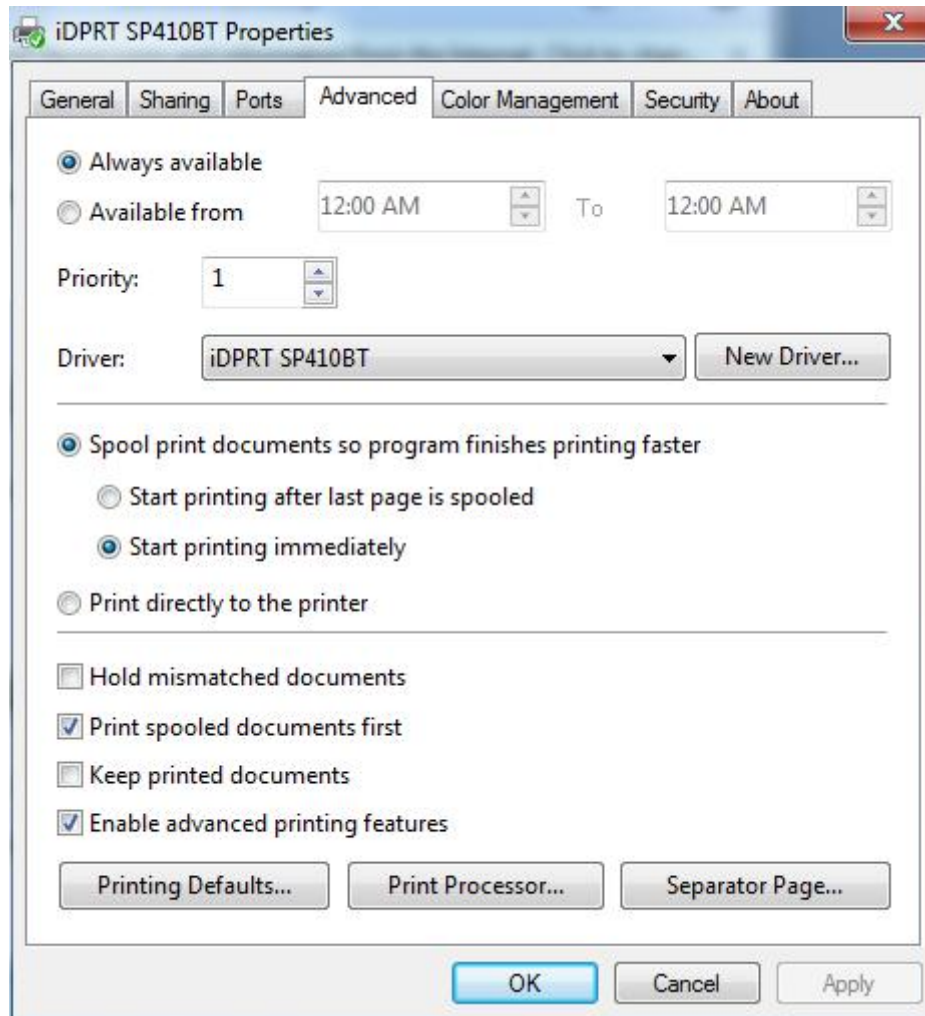 iDPRT SP410BT Properties
General Sharing Ports Advanced Color Management Security About
Always available
Available from 12:00 AM To 12:00 AM
Priority: 1
Driver: iDPRT SP410BT New Driver...
Spool print documents so program finishes printing faster
Start printing after last page is spooled
Start printing immediately
Print directly to the printer
Hold mismatched documents
Print spooled documents first
Keep printed documents
Enable advanced printing features
Printing Defaults... Print Processor... Separator Page...
OK Cancel Apply